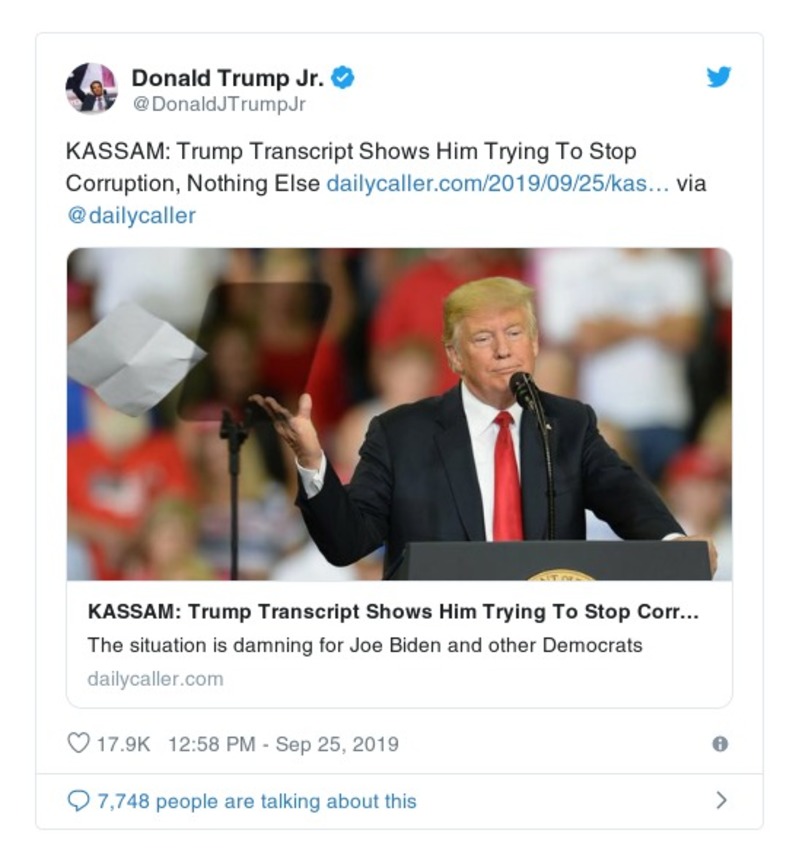 Donald Trump Jr.
@DonaldJTrumpJr
KASSAM: Trump Transcript Shows Him Trying To Stop
Corruption, Nothing Else dailycaller.com/2019/09/25/kas… via
@dailycaller
KASSAM: Trump Transcript Shows Him Trying To Stop Corr...
The situation is damning for Joe Biden and other Democrats
dailycaller.com
17.9K 12:58 PM - Sep 25, 2019
7,748 people are talking about this